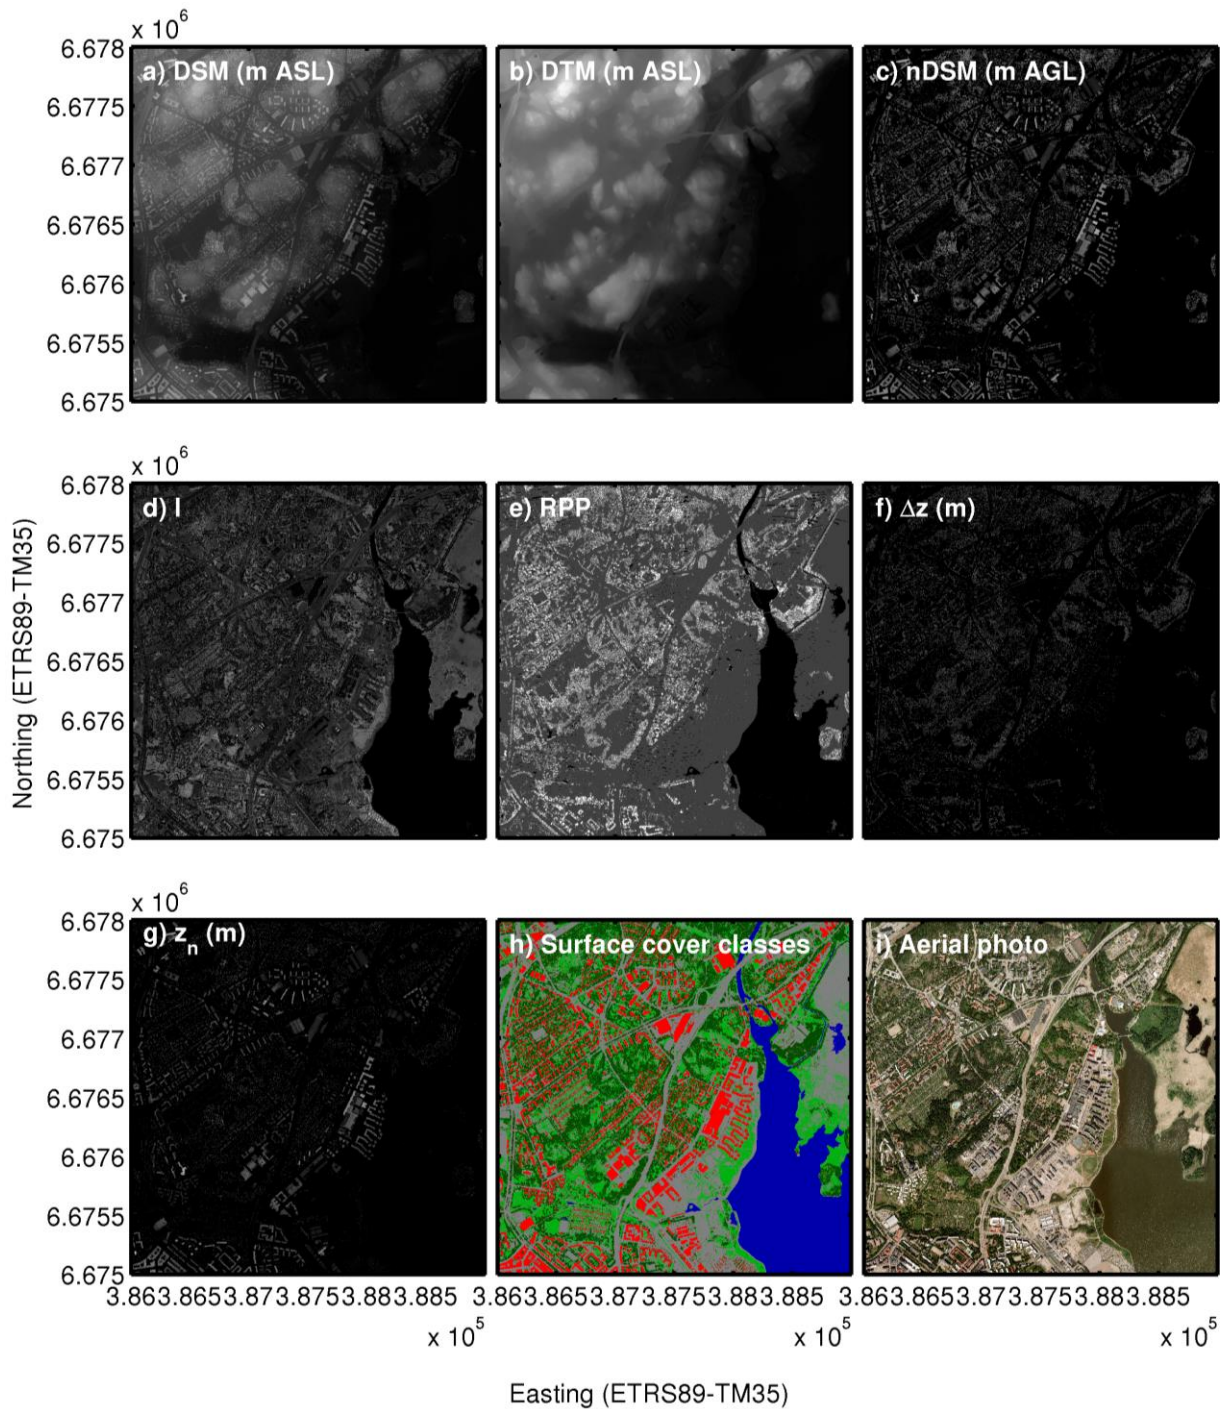 x 10^6
6.678
6.6775
6.677
6.6765
6.676
6.6755
6.675
a) DSM (m ASL)
b) DTM (m ASL)
c) nDSM (m AGL)
x 10^6
6.678
6.6775
6.677
6.6765
6.676
6.6755
6.675
d) I
e) RPP
f) Δz (m)
Northing (ETRS89-TM35)
x 10^6
6.678
6.6775
6.677
6.6765
6.676
6.6755
6.675
g) z_n (m)
h) Surface cover classes
i) Aerial photo
3.863.8653.873.8753.883.885 3.863.8653.873.8753.883.885 3.863.8653.873.8753.883.885
x 10^5 x 10^5 x 10^5
Easting (ETRS89-TM35)